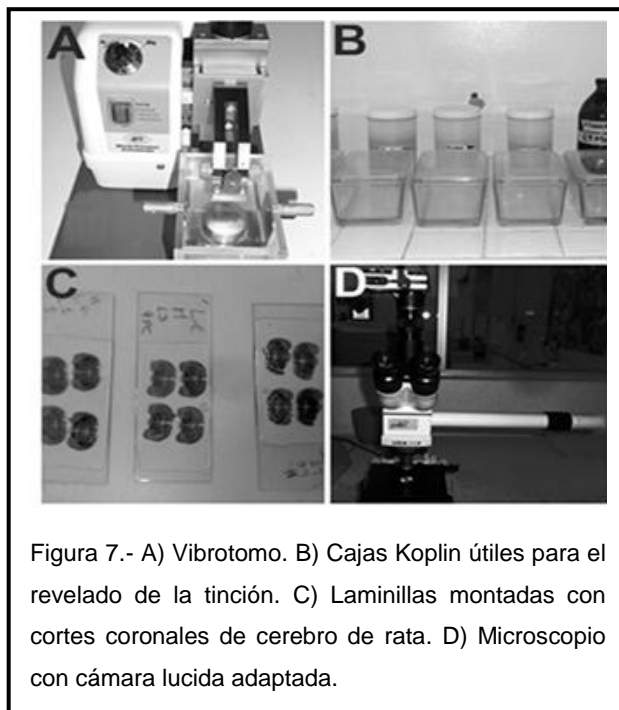 A
B
C
D
Figura 7.- A) Vibrotomo. B) Cajas Koplin útiles para el
revelado de la tinción. C) Laminillas montadas con
cortes coronales de cerebro de rata. D) Microscopio
con cámara lucida adaptada.